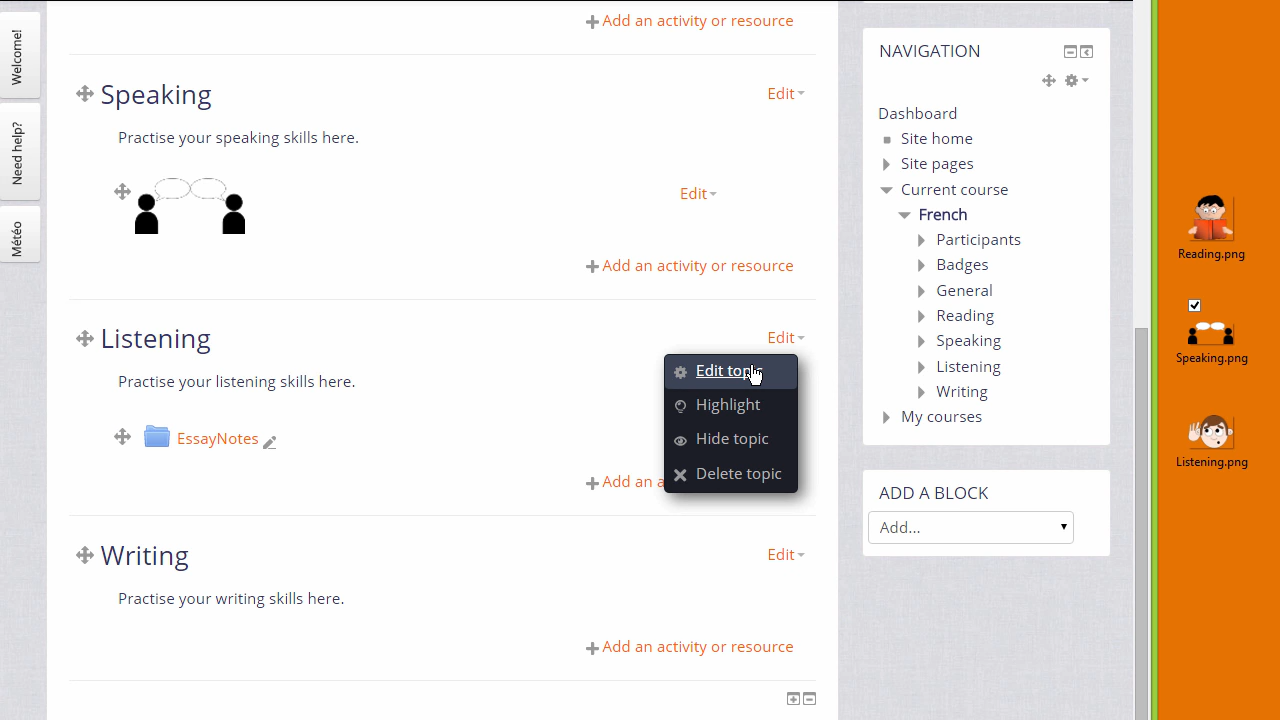 Welcome!
Need help?
Météo
Add an activity or resource
Speaking
Edit
Practise your speaking skills here.
Edit
Add an activity or resource
Listening
Edit
Practise your listening skills here.
Edit topic
Highlight
Hide topic
Delete topic
EssayNotes
Add an a
Writing
Edit
Practise your writing skills here.
Add an activity or resource
NAVIGATION
Dashboard
Site home
Site pages
Current course
French
Participants
Badges
General
Reading
Speaking
Listening
Writing
My courses
ADD A BLOCK
Add...
Reading.png
Speaking.png
Listening.png